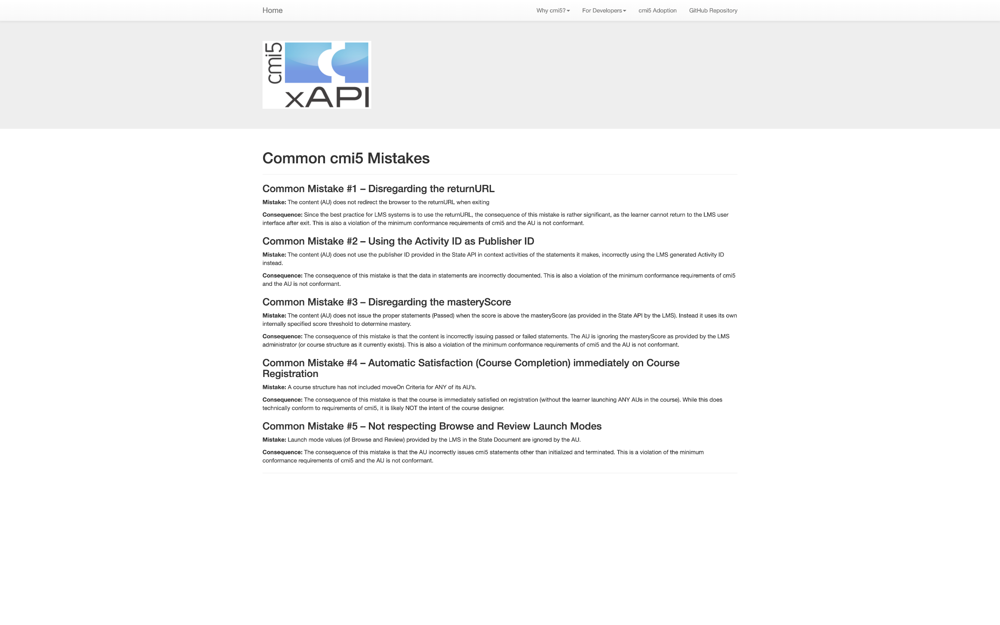 Home
Why cmi5?
For Developers
cmi5 Adoption
GitHub Repository
cmi5
xAPI
Common cmi5 Mistakes
Common Mistake #1 – Disregarding the returnURL
Mistake: The content (AU) does not redirect the browser to the returnURL when exiting
Consequence: Since the best practice for LMS systems is to use the returnURL, the consequence of this mistake is rather significant, as the learner cannot return to the LMS user
interface after exit. This is also a violation of the minimum conformance requirements of cmi5 and the AU is not conformant.
Common Mistake #2 – Using the Activity ID as Publisher ID
Mistake: The content (AU) does not use the publisher ID provided in the State API in context activities of the statements it makes, incorrectly using the LMS generated Activity ID
instead.
Consequence: The consequence of this mistake is that the data in statements are incorrectly documented. This is also a violation of the minimum conformance requirements of cmi5
and the AU is not conformant.
Common Mistake #3 – Disregarding the masteryScore
Mistake: The content (AU) does not issue the proper statements (Passed) when the score is above the masteryScore (as provided in the State API by the LMS). Instead it uses its own
internally specified score threshold to determine mastery.
Consequence: The consequence of this mistake is that the content is incorrectly issuing passed or failed statements. The AU is ignoring the masteryScore as provided by the LMS
administrator (or course structure as it currently exists). This is also a violation of the minimum conformance requirements of cmi5 and the AU is not conformant.
Common Mistake #4 – Automatic Satisfaction (Course Completion) immediately on Course
Registration
Mistake: A course structure has not included moveOn Criteria for ANY of its AU's.
Consequence: The consequence of this mistake is that the course is immediately satisfied on registration (without the learner launching ANY AUs in the course). While this does
technically conform to requirements of cmi5, it is likely NOT the intent of the course designer.
Common Mistake #5 – Not respecting Browse and Review Launch Modes
Mistake: Launch mode values (of Browse and Review) provided by the LMS in the State Document are ignored by the AU.
Consequence: The consequence of this mistake is that the AU incorrectly issues cmi5 statements other than initialized and terminated. This is a violation of the minimum
conformance requirements of cmi5 and the AU is not conformant.